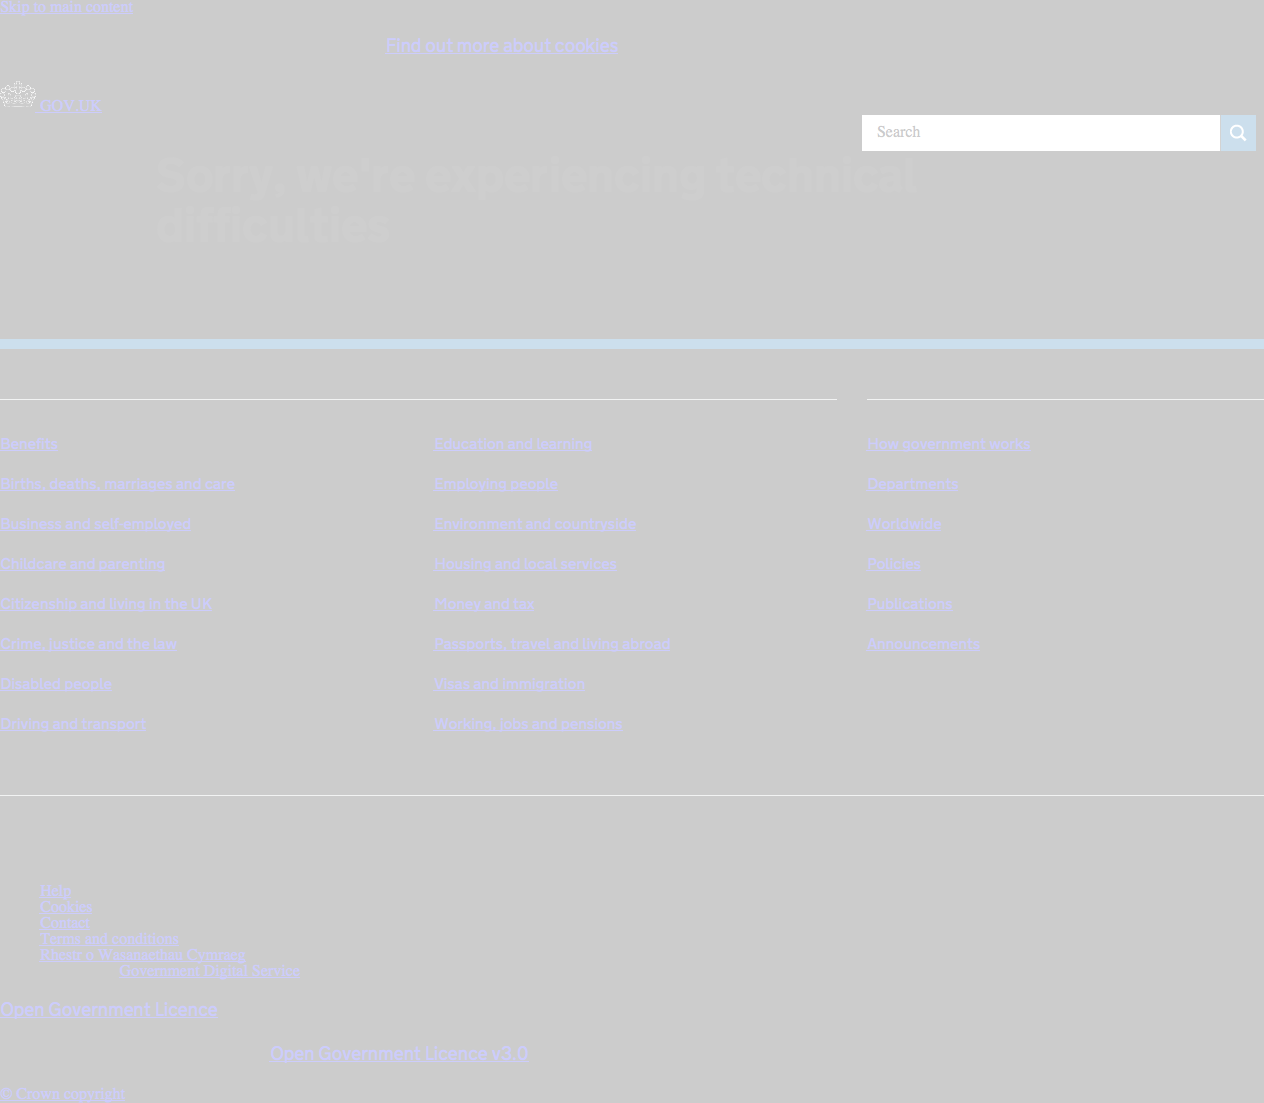 Skip to main content
Find out more about cookies
GOV.UK
Search
Sorry, we're experiencing technical
difficulties
Benefits
Births, deaths, marriages and care
Business and self-employed
Childcare and parenting
Citizenship and living in the UK
Crime, justice and the law
Disabled people
Driving and transport
Education and learning
Employing people
Environment and countryside
Housing and local services
Money and tax
Passports, travel and living abroad
Visas and immigration
Working, jobs and pensions
How government works
Departments
Worldwide
Policies
Publications
Announcements
Help
Cookies
Contact
Terms and conditions
Rhestr o Wasanaethau Cymraeg
Government Digital Service
Open Government Licence
Open Government Licence v3.0
© Crown copyright